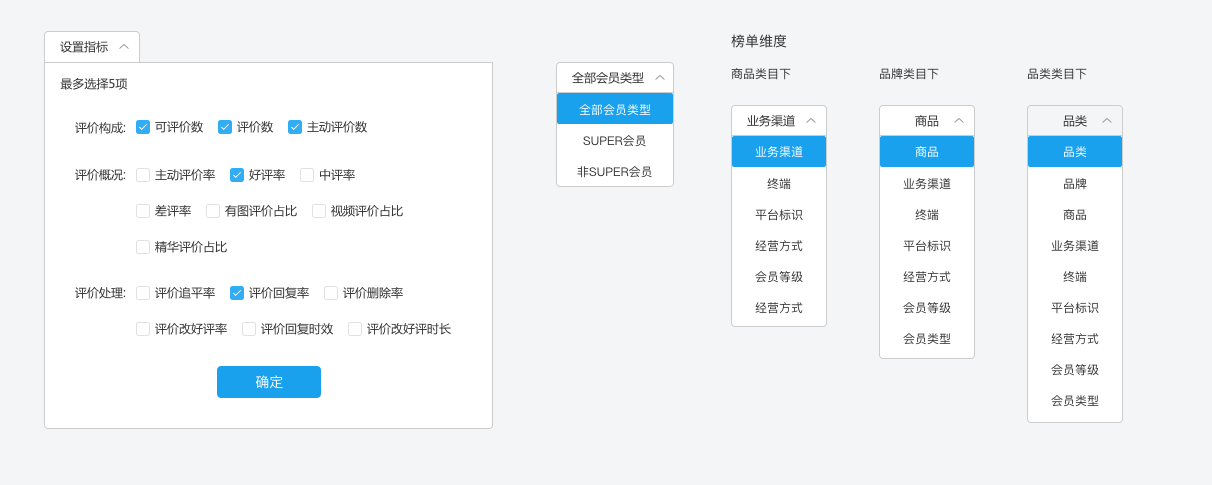 设置指标
最多选择5项
评价构成: 可评价数 评价数 主动评价数
评价概况: 主动评价率 好评率 中评率
差评率 有图评价占比 视频评价占比
精华评价占比
评价处理: 评价追平率 评价回复率 评价删除率
评价改好评率 评价回复时效 评价改好评时长
确定
全部会员类型
全部会员类型
SUPER会员
非SUPER会员
榜单维度
商品类目下
业务渠道
业务渠道
终端
平台标识
经营方式
会员等级
经营方式
品牌类目下
商品
商品
业务渠道
终端
平台标识
经营方式
会员等级
会员类型
品类类目下
品类
品类
品牌
商品
业务渠道
终端
平台标识
经营方式
会员等级
会员类型